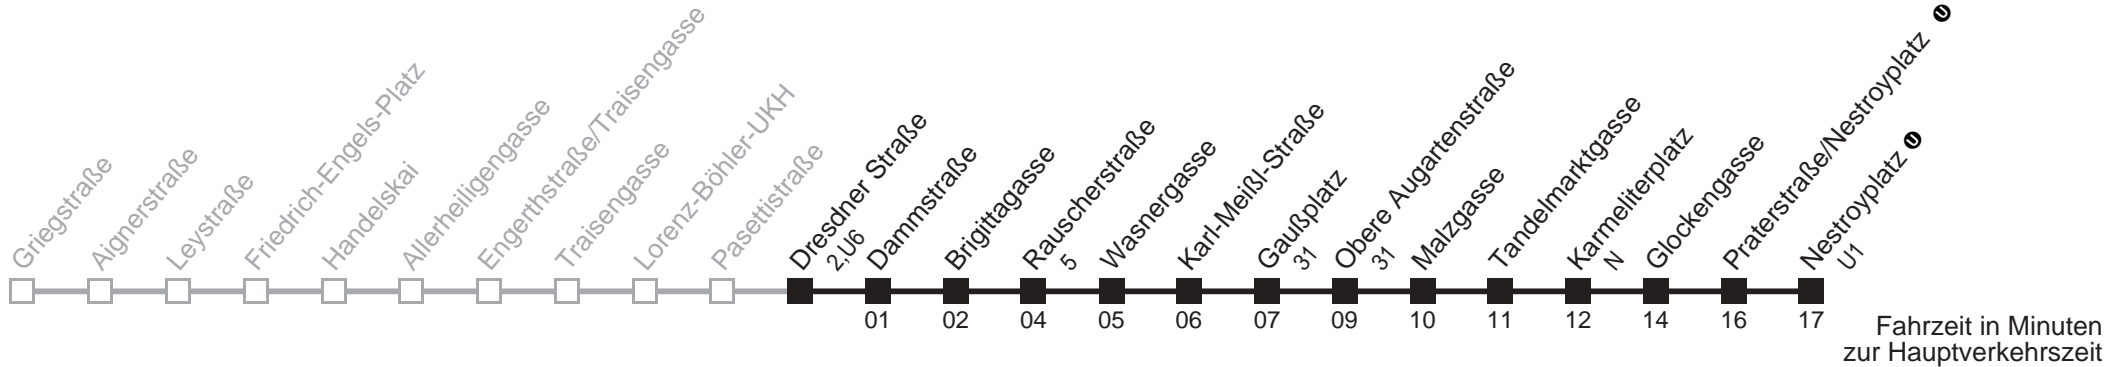 Griegstraße
Aignerstraße
Leystraße
Friedrich-Engels-Platz
Handelskai
Allerheiligengasse
Engerthstraße/Traisengasse
Traisengasse
Lorenz-Böhler-UKH
Pasettistraße
Dresdner Straße
2,U6
Dammstraße
Brigittagasse
Rauscherstraße
5
Wasnergasse
Karl-Meißl-Straße
Gaußplatz
31
Obere Augartenstraße
31
Malzgasse
Tandelmarktgasse
Karmeliterplatz
N
Glockengasse
Praterstraße/Nestroyplatz U
Nestroyplatz U
U1
01 02 04 05 06 07 09 10 11 12 14 16 17
Fahrzeit in Minuten
zur Hauptverkehrszeit